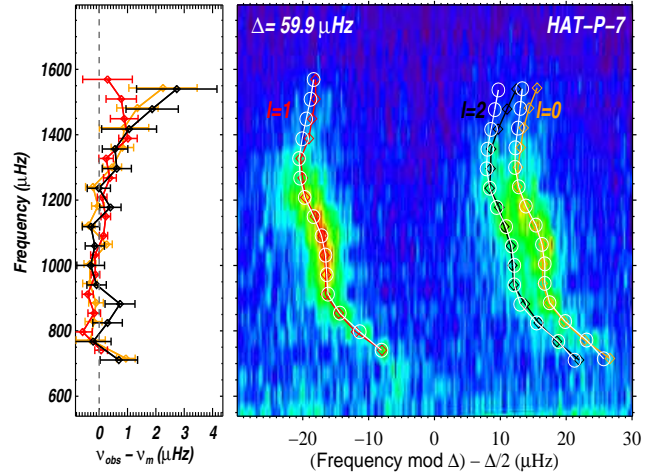 Δ= 59.9 μHz
HAT–P–7
l=1
l=2
l=0
Frequency (μHz)
1600
1400
1200
1000
800
600
0 1 2 3 4
ν_obs – ν_m (μHz)
−20 −10 0 10 20 30
(Frequency mod Δ) − Δ/2 (μHz)